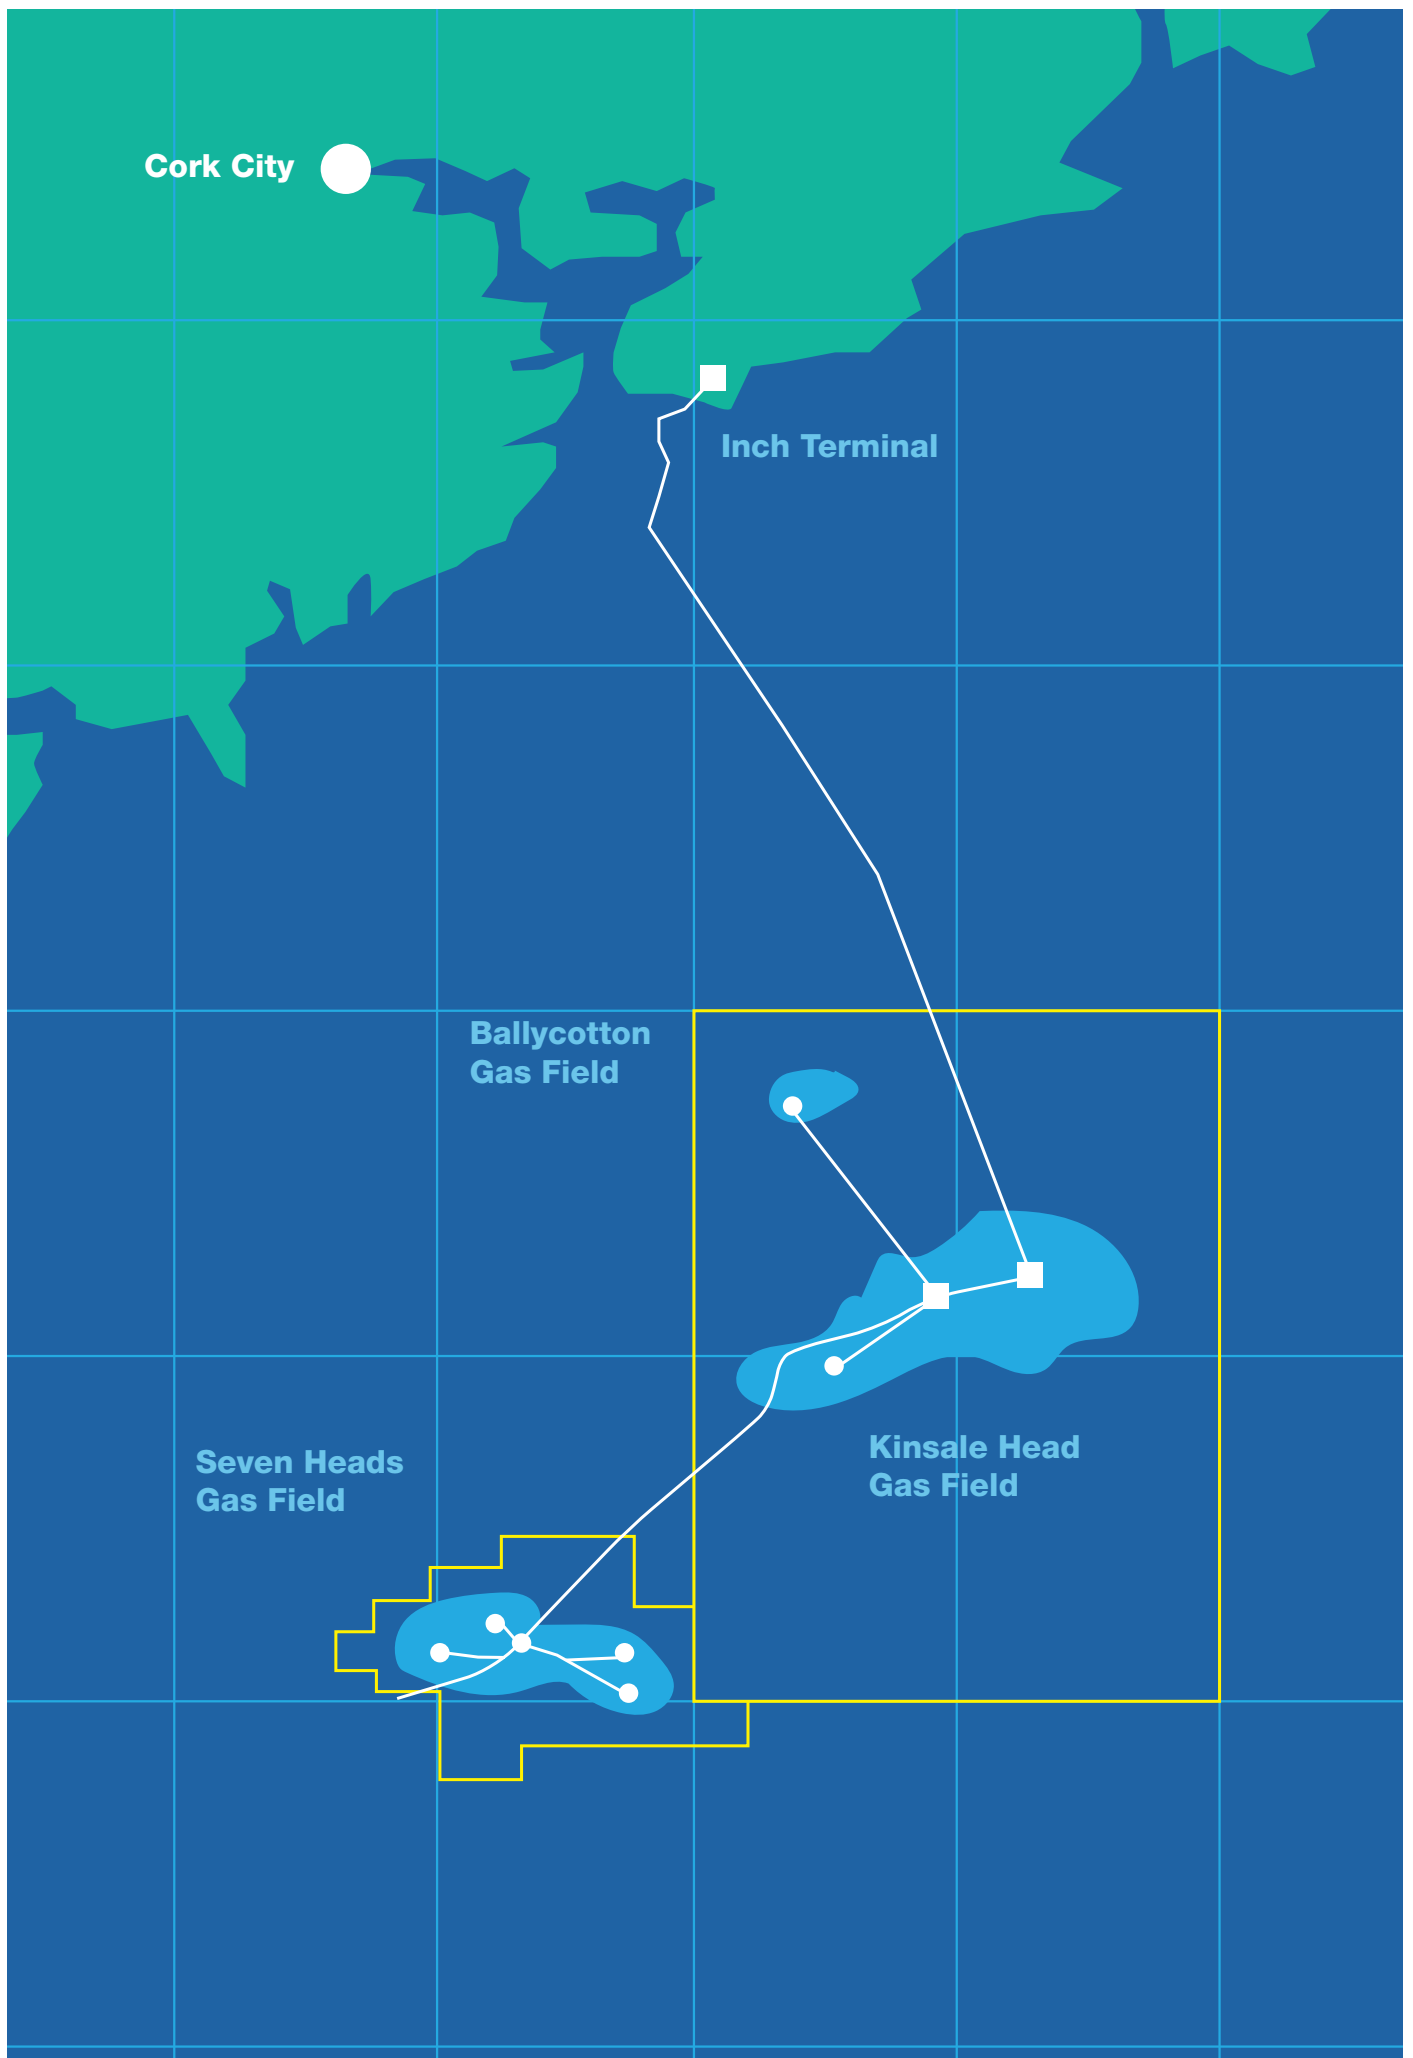 Cork City
Inch Terminal
Ballycotton
Gas Field
Kinsale Head
Gas Field
Seven Heads
Gas Field